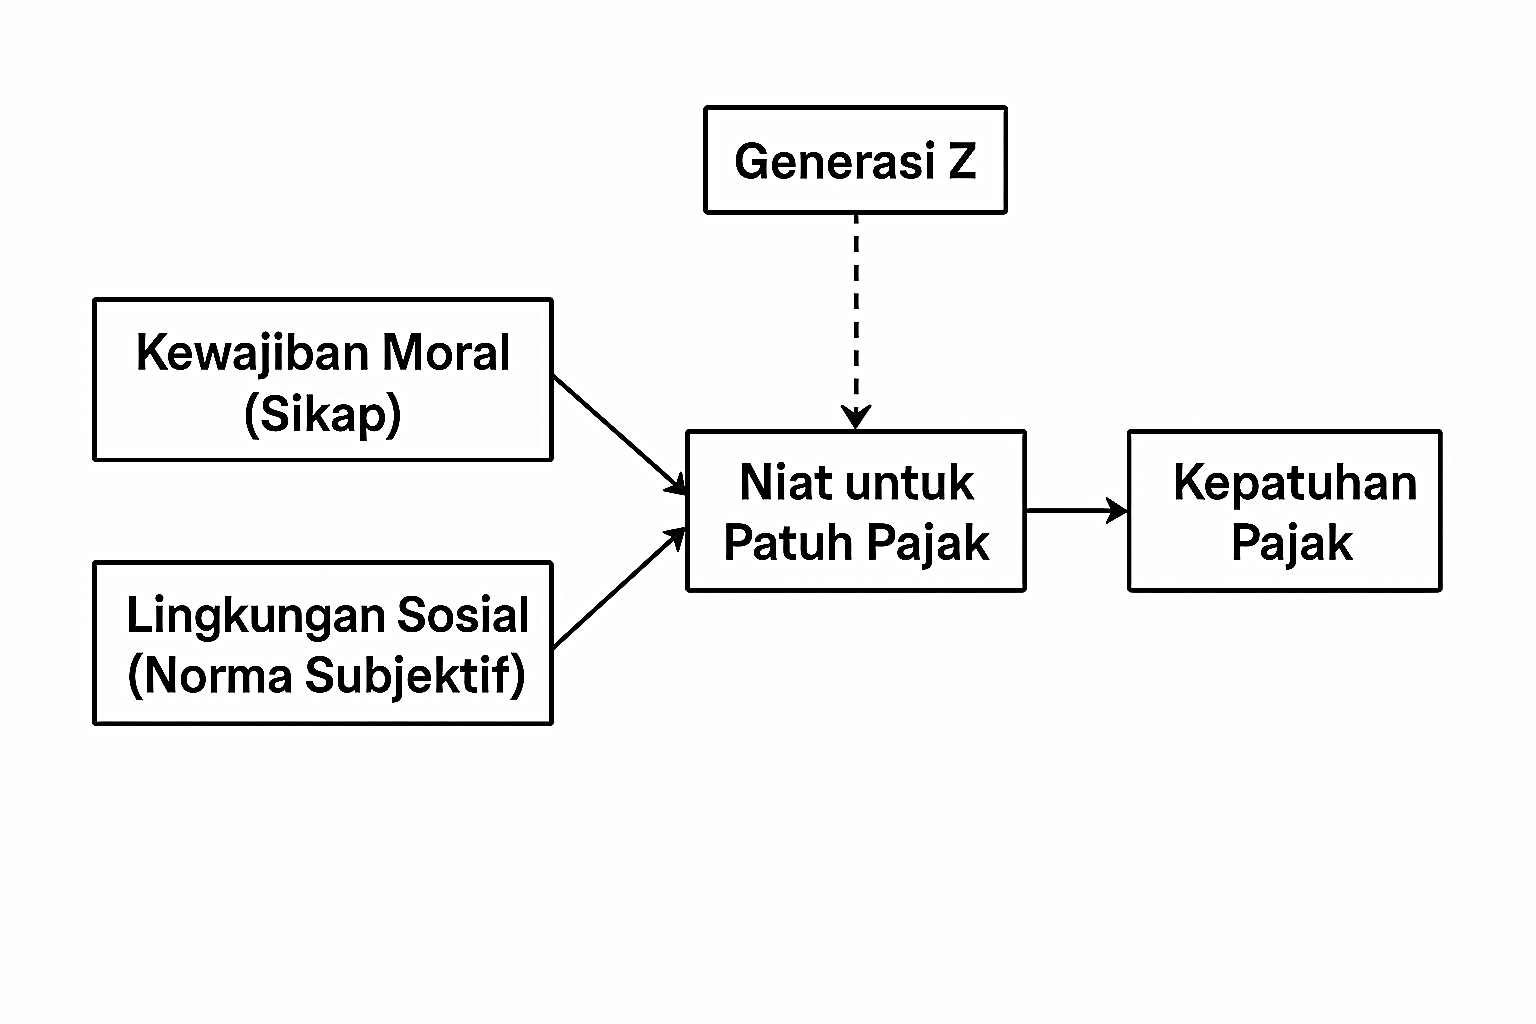 Generasi Z
Kewajiban Moral
(Sikap)
Lingkungan Sosial
(Norma Subjektif)
Niat untuk
Patuh Pajak
Kepatuhan
Pajak